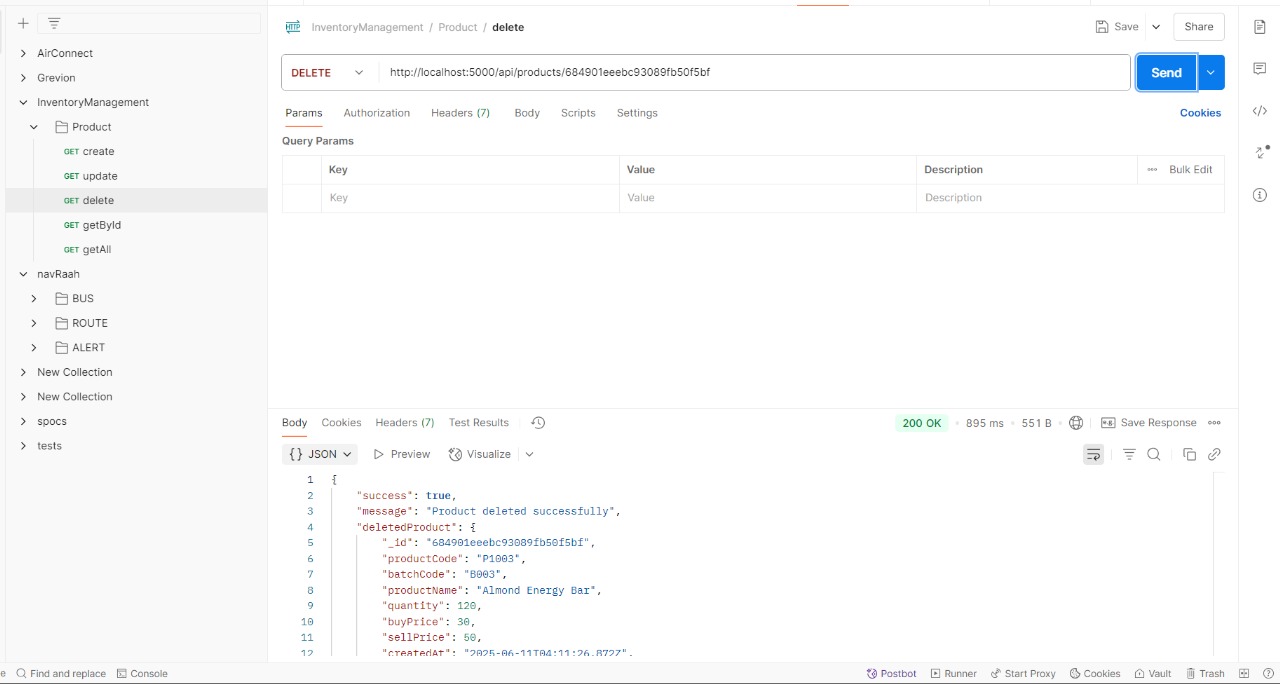 HTTP InventoryManagement / Product / delete Save Share
AirConnect
Grevion
InventoryManagement
Product
GET create
GET update
GET delete
GET getById
GET getAll
navRaah
BUS
ROUTE
ALERT
New Collection
New Collection
spocs
tests
DELETE http://localhost:5000/api/products/684901eeebc93089fb50f5bf Send
Params Authorization Headers (7) Body Scripts Settings Cookies
Query Params
Key Value Description Bulk Edit
Key Value Description
Body Cookies Headers (7) Test Results 200 OK 895 ms 551 B Save Response
{} JSON Preview Visualize
1 {
2 "success": true,
3 "message": "Product deleted successfully",
4 "deletedProduct": {
5 "_id": "684901eeebc93089fb50f5bf",
6 "productCode": "P1003",
7 "batchCode": "B003",
8 "productName": "Almond Energy Bar",
9 "quantity": 120,
10 "buyPrice": 30,
11 "sellPrice": 50,
12 "createdAt": "2025-06-11T04:11:26.872Z",
e Find and replace Console Postbot Runner Start Proxy Cookies Vault Trash